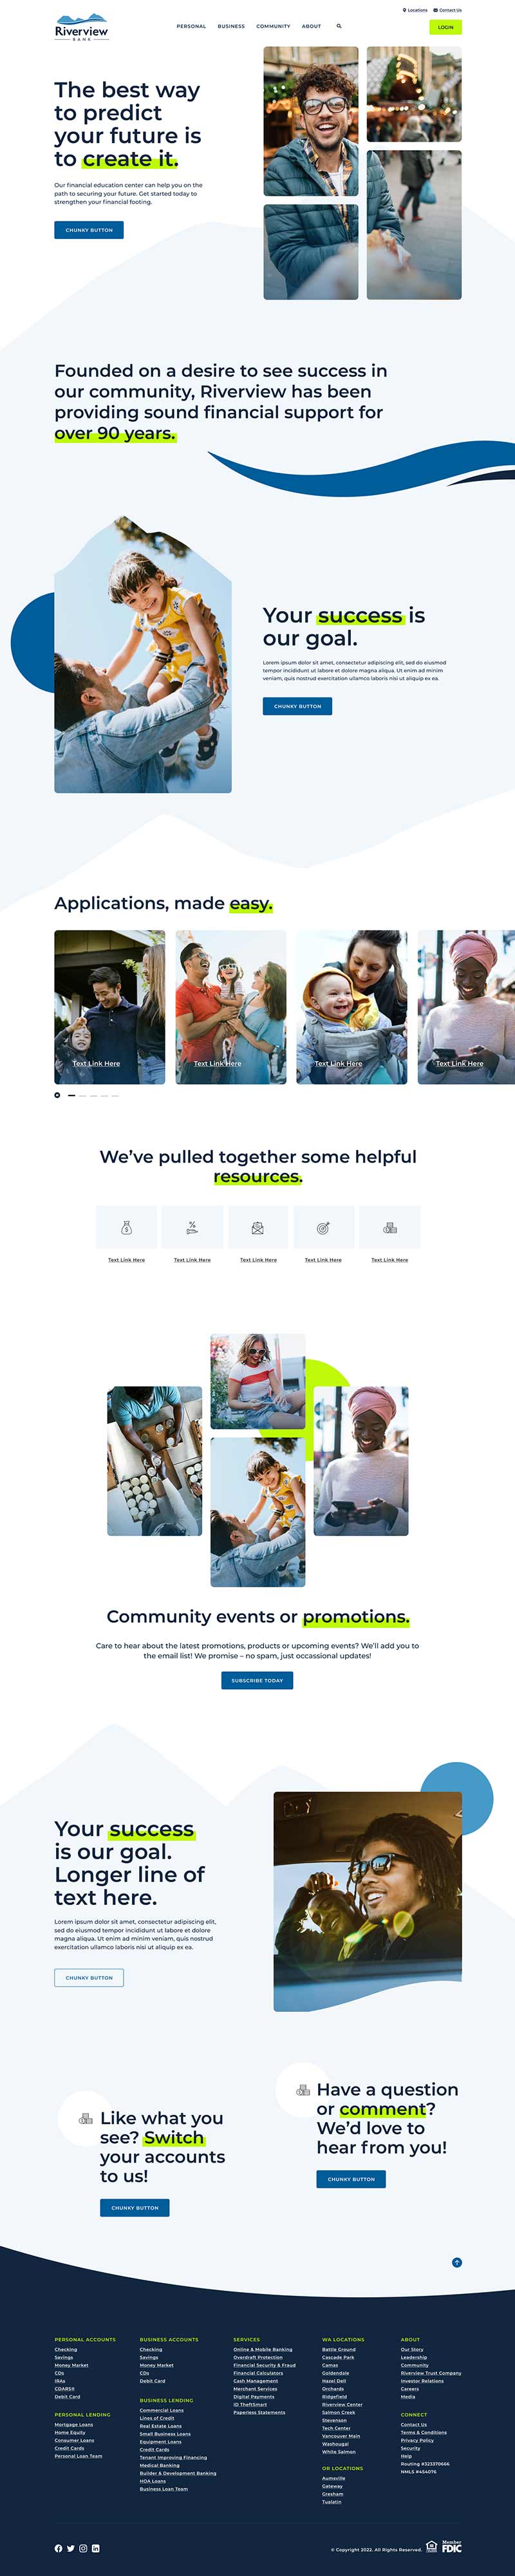 Locations
Contact Us
Riverview
BANK
PERSONAL
BUSINESS
COMMUNITY
ABOUT
LOGIN
The best way
to predict
your future is
to create it.
Our financial education center can help you on the
path to securing your future. Get started today to
strengthen your financial footing.
CHUNKY BUTTON
Founded on a desire to see success in
our community, Riverview has been
providing sound financial support for
over 90 years.
Your success is
our goal.
Lorem ipsum dolor sit amet, consectetur adipiscing elit, sed do eiusmod
tempor incididunt ut labore et dolore magna aliqua. Ut enim ad minim
veniam, quis nostrud exercitation ullamco laboris nisi ut aliquip ex ea.
CHUNKY BUTTON
Applications, made easy.
Text Link Here
Text Link Here
Text Link Here
Text Link Here
We've pulled together some helpful
resources.
Text Link Here
Text Link Here
Text Link Here
Text Link Here
Text Link Here
Community events or promotions.
Care to hear about the latest promotions, products or upcoming events? We'll add you to
the email list! We promise – no spam, just occassional updates!
SUBSCRIBE TODAY
Your success
is our goal.
Longer line of
text here.
Lorem ipsum dolor sit amet, consectetur adipiscing elit,
sed do eiusmod tempor incididunt ut labore et dolore
magna aliqua. Ut enim ad minim veniam, quis nostrud
exercitation ullamco laboris nisi ut aliquip ex ea.
CHUNKY BUTTON
Like what you
see? Switch
your accounts
to us!
CHUNKY BUTTON
Have a question
or comment?
We'd love to
hear from you!
CHUNKY BUTTON
PERSONAL ACCOUNTS
Checking
Savings
Money Market
CDs
IRAs
CDARS®
Debit Card
PERSONAL LENDING
Mortgage Loans
Home Equity
Consumer Loans
Credit Cards
Personal Loan Team
BUSINESS ACCOUNTS
Checking
Savings
Money Market
CDs
Debit Card
BUSINESS LENDING
Commercial Loans
Lines of Credit
Real Estate Loans
Small Business Loans
Equipment Loans
Credit Cards
Tenant Improving Financing
Medical Banking
Builder & Development Banking
HOA Loans
Business Loan Team
SERVICES
Online & Mobile Banking
Overdraft Protection
Financial Security & Fraud
Financial Calculators
Cash Management
Merchant Services
Digital Payments
ID TheftSmart
Paperless Statements
WA LOCATIONS
Battle Ground
Cascade Park
Camas
Goldendale
Hazel Dell
Orchards
Ridgefield
Riverview Center
Salmon Creek
Stevenson
Tech Center
Vancouver Main
Washougal
White Salmon
OR LOCATIONS
Aumsville
Gateway
Gresham
Tualatin
ABOUT
Our Story
Leadership
Community
Riverview Trust Company
Investor Relations
Careers
Media
CONNECT
Contact Us
Terms & Conditions
Privacy Policy
Security
Help
Routing #323370666
NMLS #454076
© Copyright 2022. All Rights Reserved.
Member
FDIC